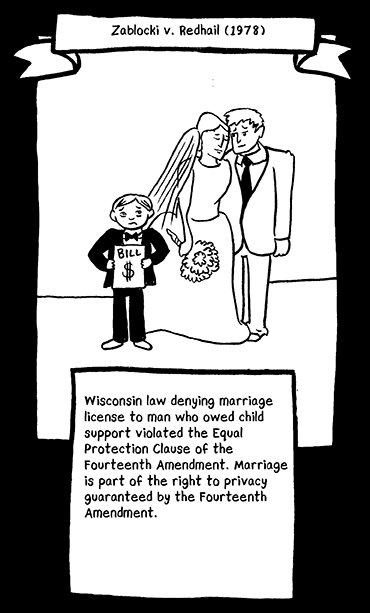 Zablocki v. Redhail (1978)
BILL
$
Wisconsin law denying marriage
license to man who owed child
support violated the Equal
Protection Clause of the
Fourteenth Amendment. Marriage
is part of the right to privacy
guaranteed by the Fourteenth
Amendment.